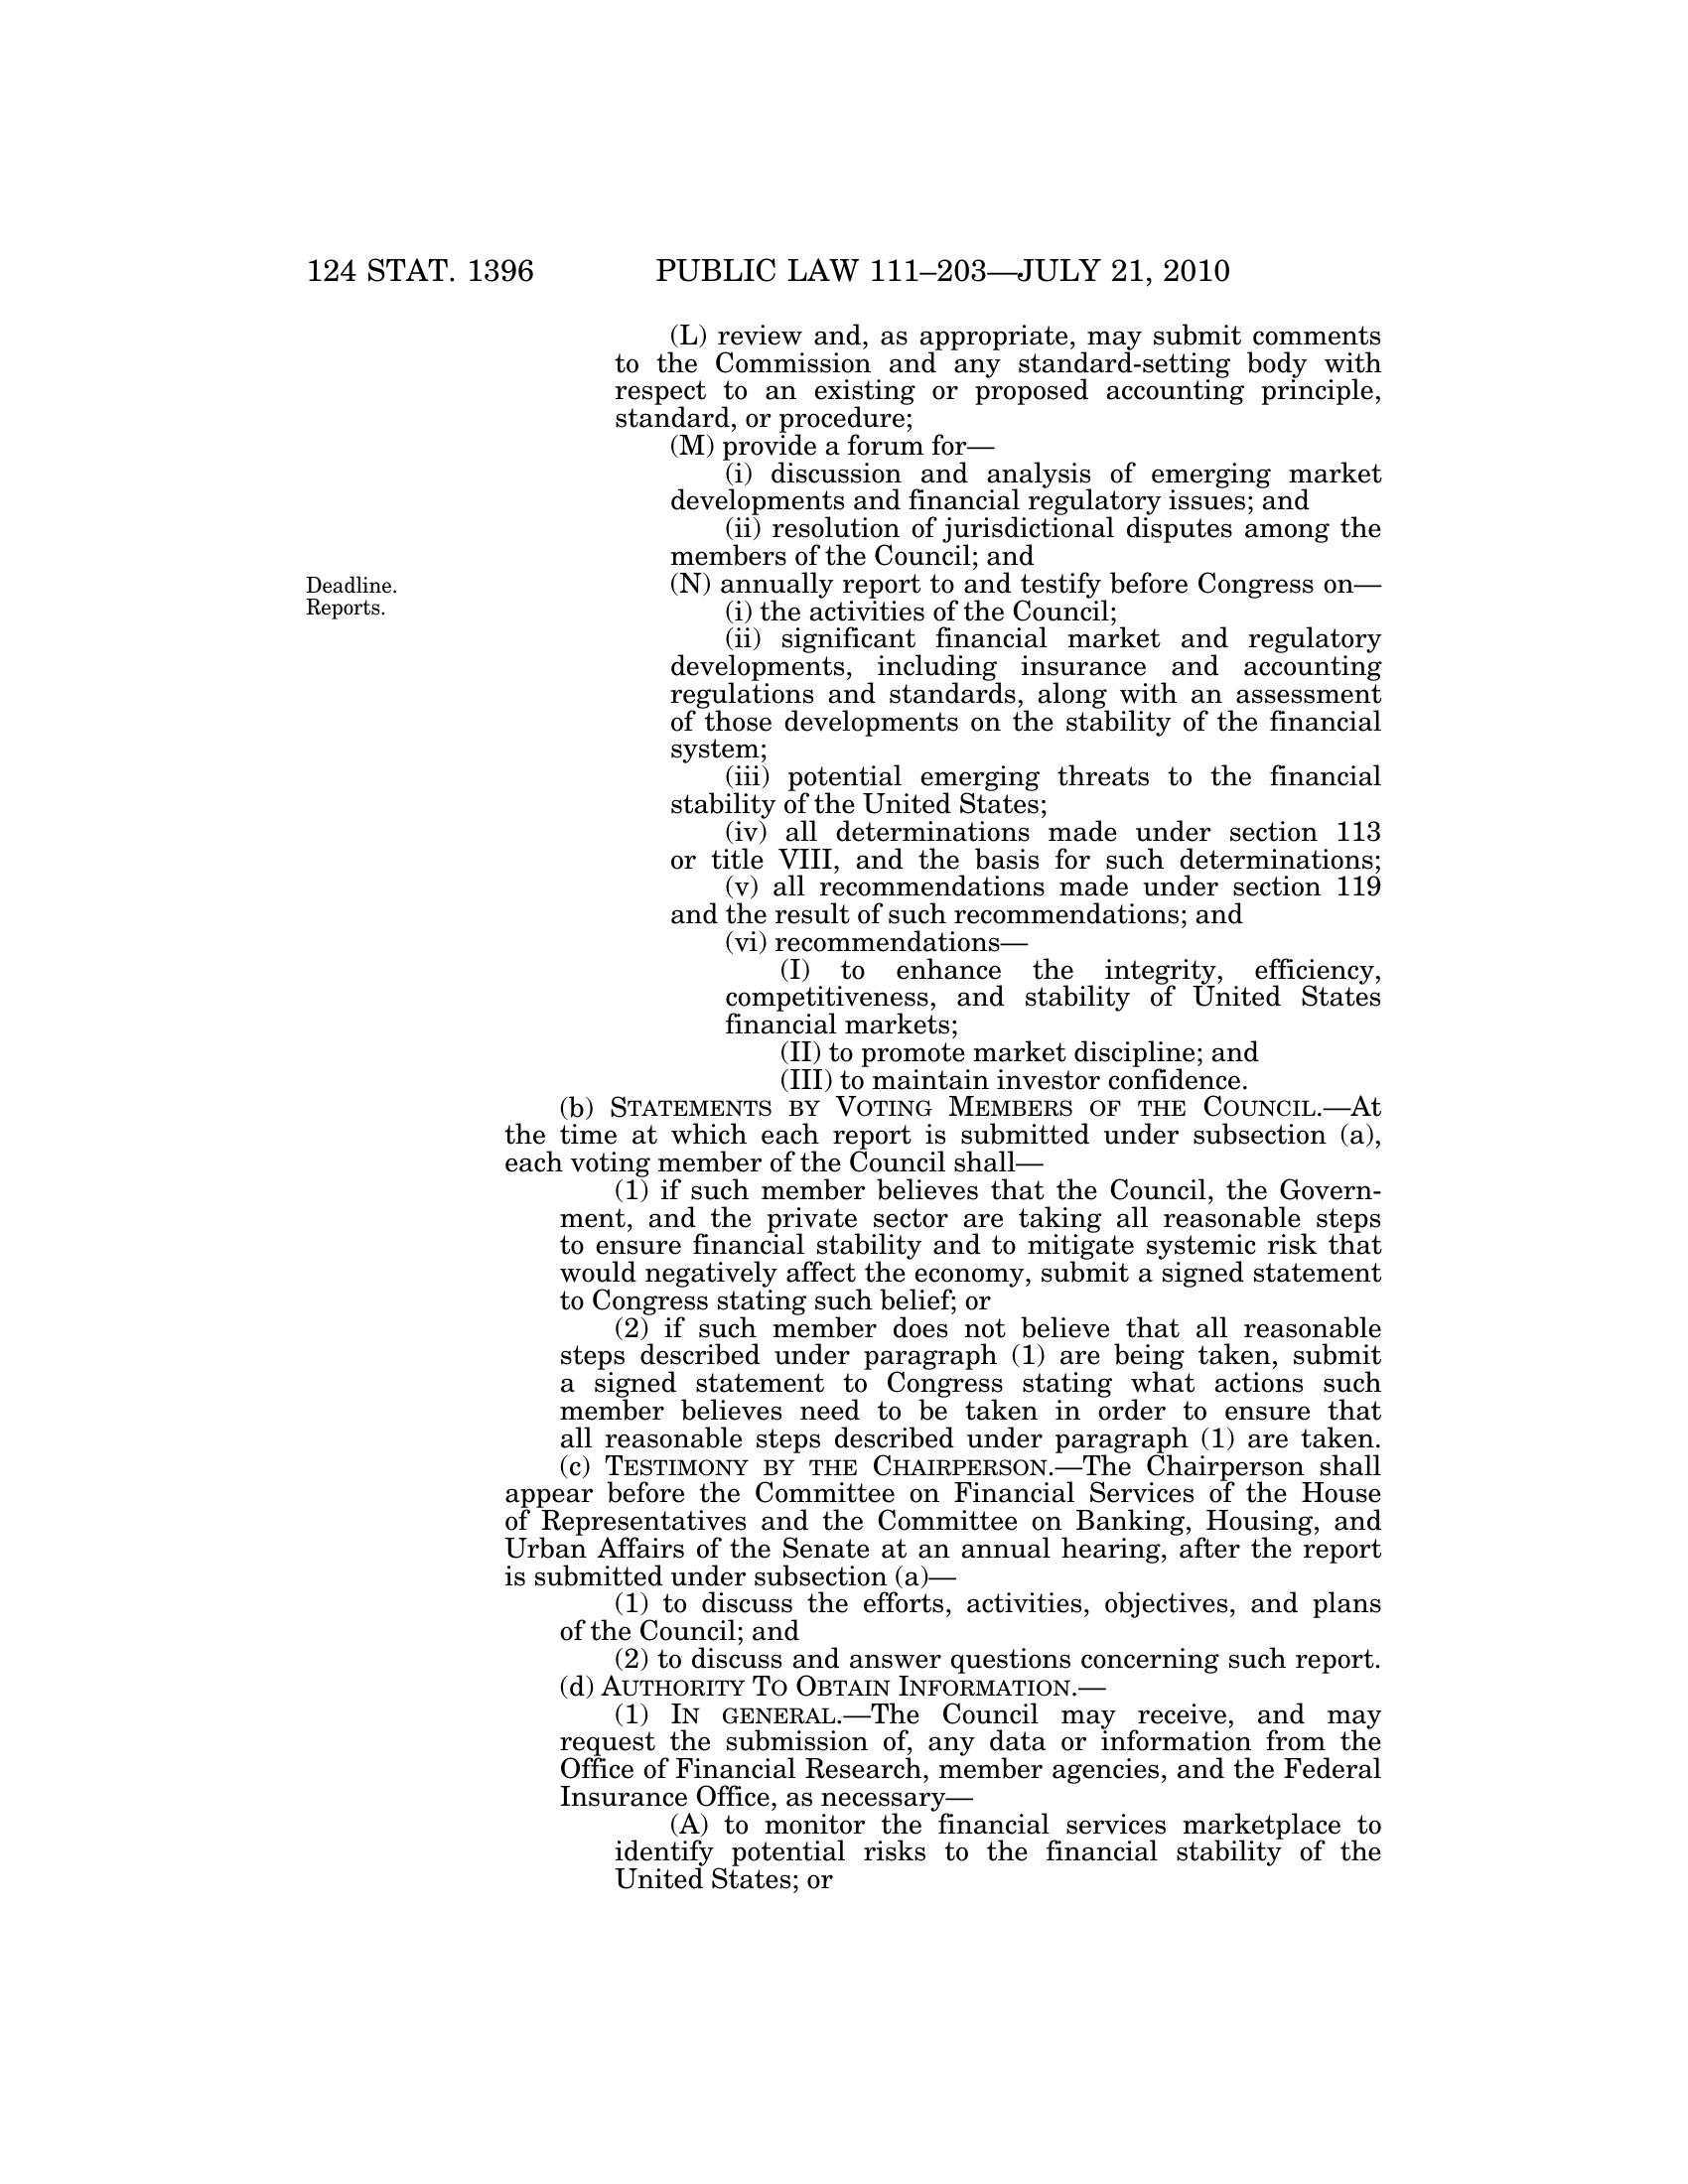 124 STAT. 1396 PUBLIC LAW 111–203—JULY 21, 2010
(L) review and, as appropriate, may submit comments
to the Commission and any standard-setting body with
respect to an existing or proposed accounting principle,
standard, or procedure;
(M) provide a forum for—
(i) discussion and analysis of emerging market
developments and financial regulatory issues; and
(ii) resolution of jurisdictional disputes among the
members of the Council; and
Deadline.
Reports.
(N) annually report to and testify before Congress on—
(i) the activities of the Council;
(ii) significant financial market and regulatory
developments, including insurance and accounting
regulations and standards, along with an assessment
of those developments on the stability of the financial
system;
(iii) potential emerging threats to the financial
stability of the United States;
(iv) all determinations made under section 113
or title VIII, and the basis for such determinations;
(v) all recommendations made under section 119
and the result of such recommendations; and
(vi) recommendations—
(I) to enhance the integrity, efficiency,
competitiveness, and stability of United States
financial markets;
(II) to promote market discipline; and
(III) to maintain investor confidence.
(b) STATEMENTS BY VOTING MEMBERS OF THE COUNCIL.—At
the time at which each report is submitted under subsection (a),
each voting member of the Council shall—
(1) if such member believes that the Council, the Govern-
ment, and the private sector are taking all reasonable steps
to ensure financial stability and to mitigate systemic risk that
would negatively affect the economy, submit a signed statement
to Congress stating such belief; or
(2) if such member does not believe that all reasonable
steps described under paragraph (1) are being taken, submit
a signed statement to Congress stating what actions such
member believes need to be taken in order to ensure that
all reasonable steps described under paragraph (1) are taken.
(c) TESTIMONY BY THE CHAIRPERSON.—The Chairperson shall
appear before the Committee on Financial Services of the House
of Representatives and the Committee on Banking, Housing, and
Urban Affairs of the Senate at an annual hearing, after the report
is submitted under subsection (a)—
(1) to discuss the efforts, activities, objectives, and plans
of the Council; and
(2) to discuss and answer questions concerning such report.
(d) AUTHORITY TO OBTAIN INFORMATION.—
(1) IN GENERAL.—The Council may receive, and may
request the submission of, any data or information from the
Office of Financial Research, member agencies, and the Federal
Insurance Office, as necessary—
(A) to monitor the financial services marketplace to
identify potential risks to the financial stability of the
United States; or